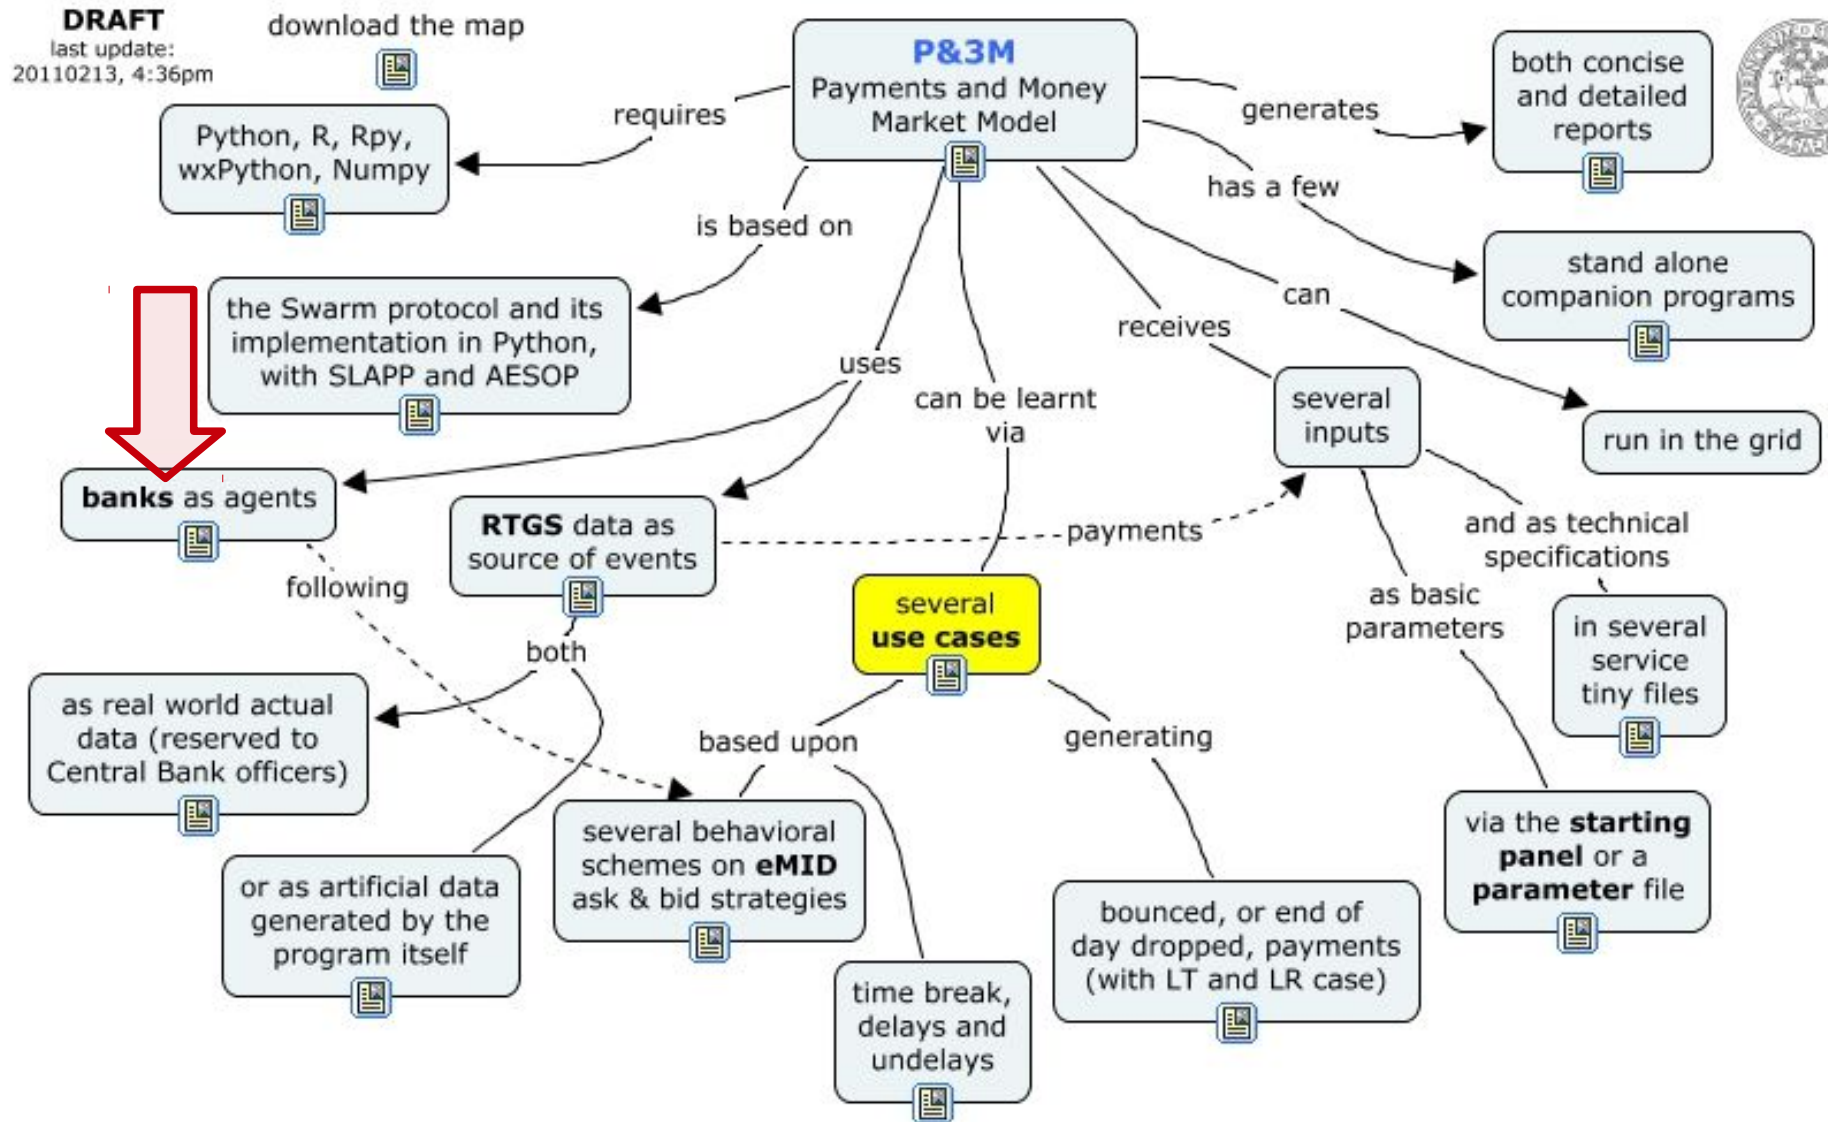 DRAFT
last update:
20110213, 4:36pm
download the map
P&3M
Payments and Money
Market Model
requires
Python, R, Rpy,
wxPython, Numpy
generates
both concise
and detailed
reports
has a few
stand alone
companion programs
is based on
the Swarm protocol and its
implementation in Python,
with SLAPP and AESOP
can
run in the grid
receives
several
inputs
uses
can be learnt
via
banks as agents
RTGS data as
source of events
payments
following
both
several
use cases
and as technical
specifications
as basic
parameters
in several
service
tiny files
as real world actual
data (reserved to
Central Bank officers)
or as artificial data
generated by the
program itself
based upon
generating
several behavioral
schemes on eMID
ask & bid strategies
time break,
delays and
undelays
bounced, or end of
day dropped, payments
(with LT and LR case)
via the starting
panel or a
parameter file